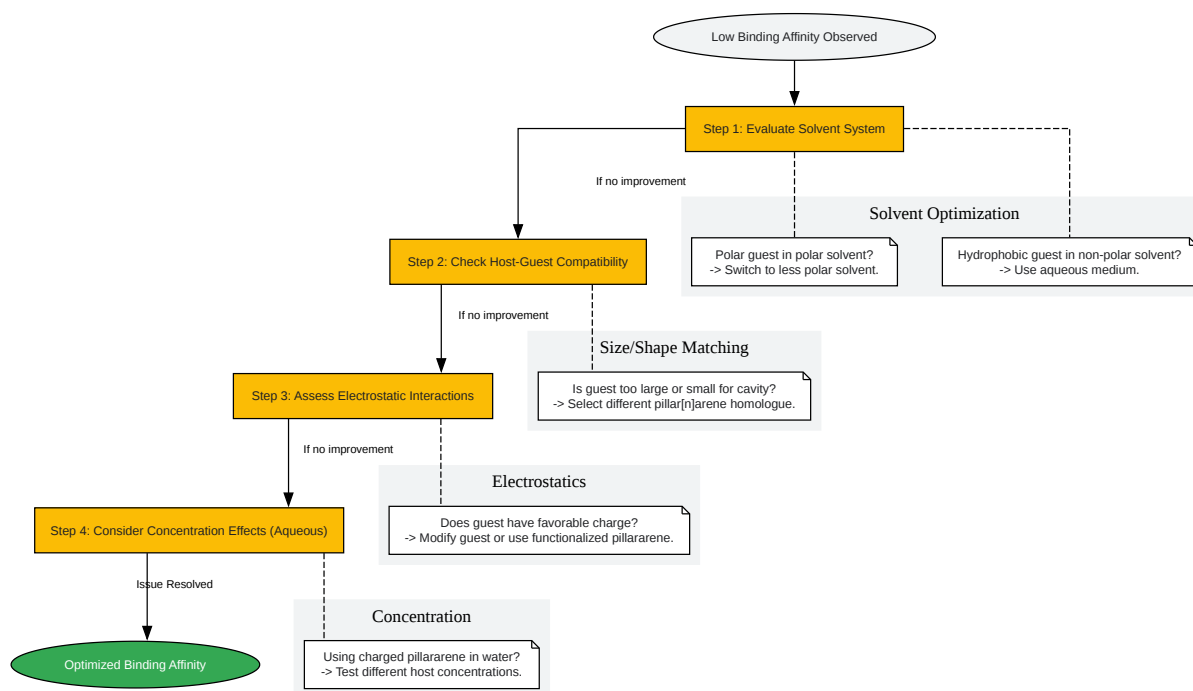 Low Binding Affinity Observed
Step 1: Evaluate Solvent System
If no improvement
Solvent Optimization
Polar guest in polar solvent?
-> Switch to less polar solvent.
Hydrophobic guest in non-polar solvent?
-> Use aqueous medium.
Step 2: Check Host-Guest Compatibility
If no improvement
Size/Shape Matching
Is guest too large or small for cavity?
-> Select different pillar[n]arene homologue.
Step 3: Assess Electrostatic Interactions
If no improvement
Electrostatics
Does guest have favorable charge?
-> Modify guest or use functionalized pillararene.
Step 4: Consider Concentration Effects (Aqueous)
Issue Resolved
Concentration
Using charged pillararene in water?
-> Test different host concentrations.
Optimized Binding Affinity